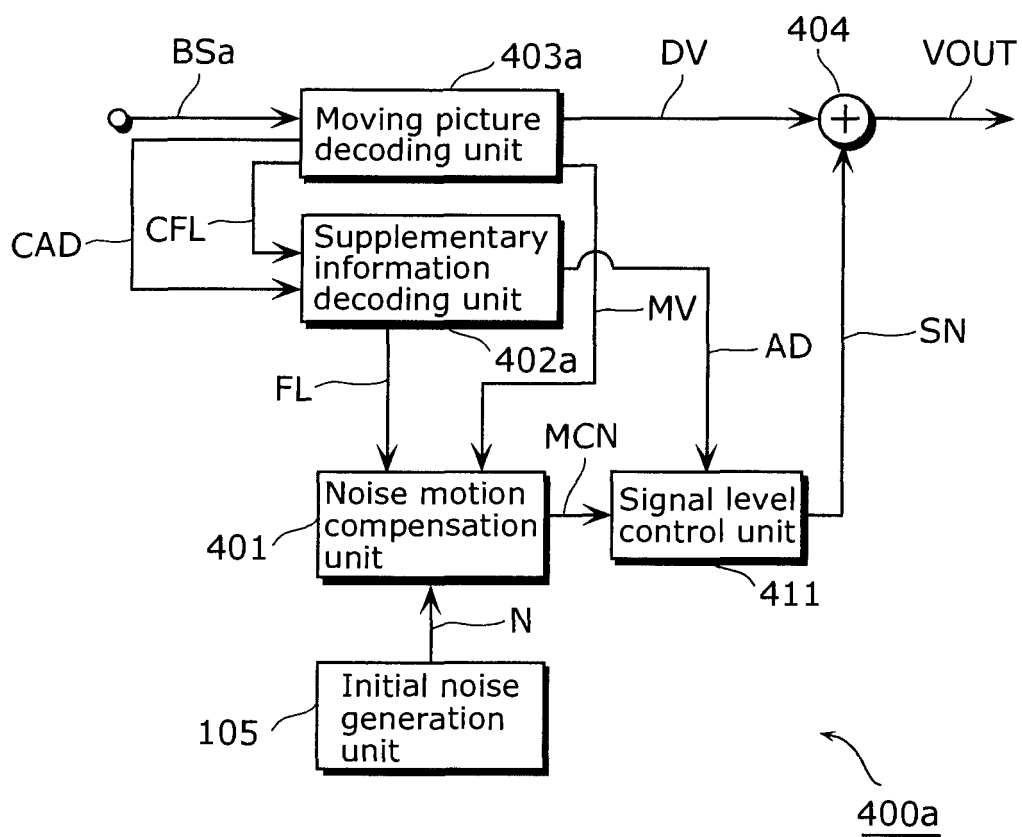 404
BSa
403a
DV
VOUT
Moving picture
decoding unit
+
CAD
CFL
Supplementary
information
decoding unit
MV
402a
AD
SN
FL
MCN
Noise motion
compensation
unit
Signal level
control unit
401
411
N
Initial noise
generation
unit
105
400a